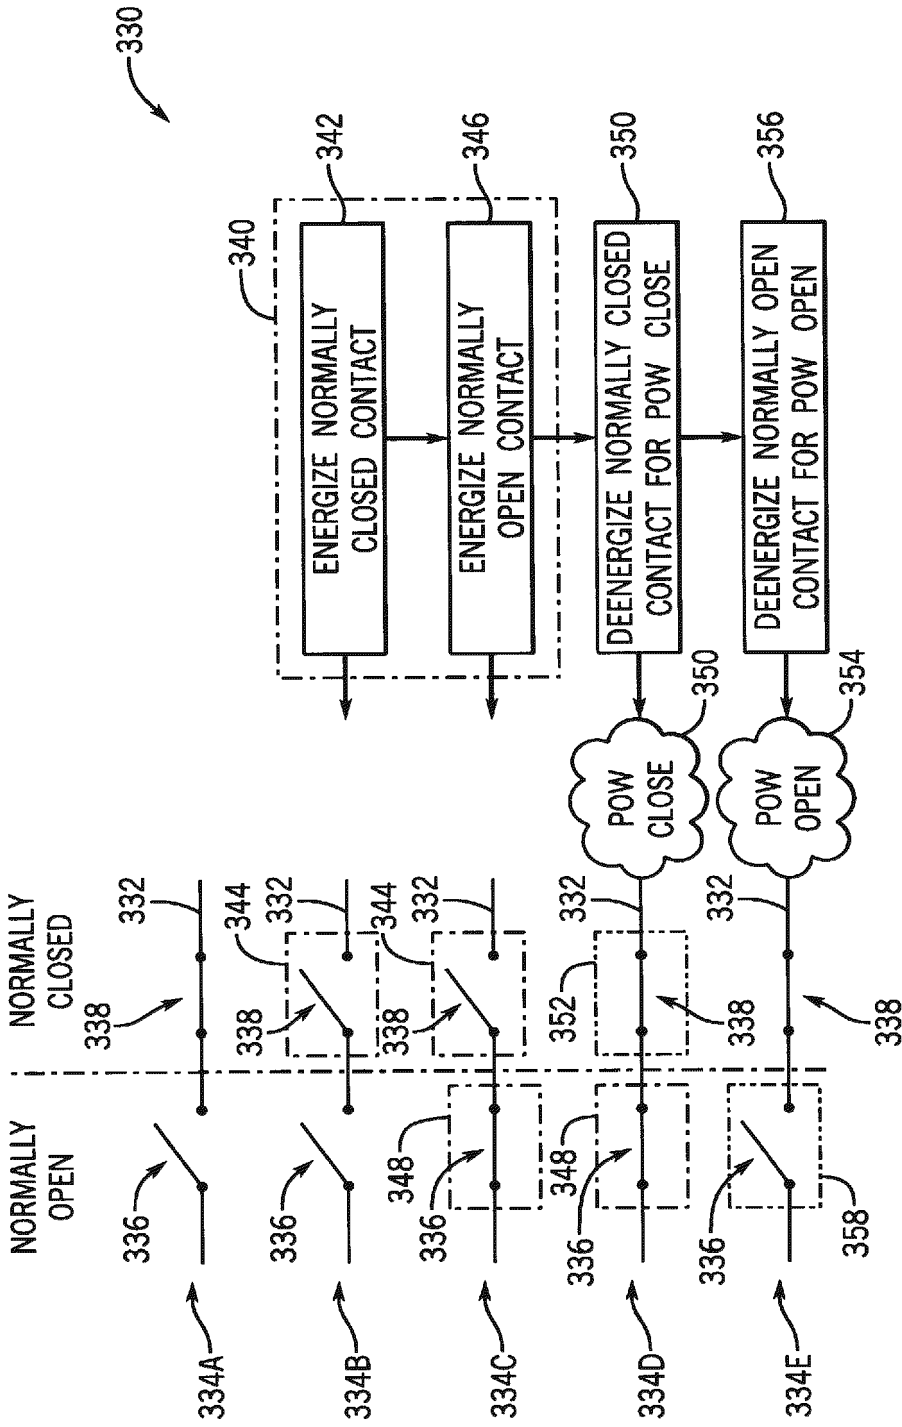 330
NORMALLY
OPEN
NORMALLY
CLOSED
334A
336
338
332
334B
336
338
344
332
340
ENERGIZE NORMALLY
CLOSED CONTACT
342
334C
336
348
338
344
332
ENERGIZE NORMALLY
OPEN CONTACT
346
334D
336
348
352
338
332
POW
CLOSE
350
DEENERGIZE NORMALLY CLOSED
CONTACT FOR POW CLOSE
350
334E
336
358
338
332
POW
OPEN
354
DEENERGIZE NORMALLY OPEN
CONTACT FOR POW OPEN
356